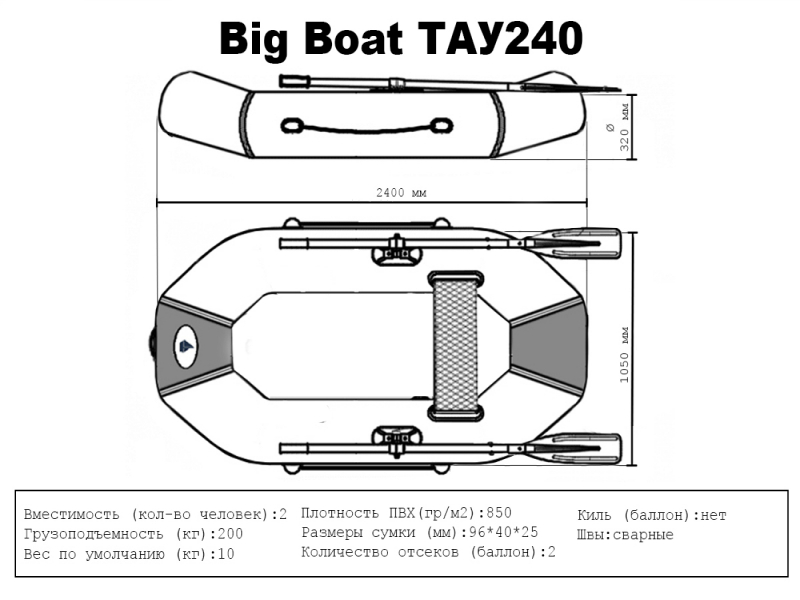 Big Boat ТАУ240
Ø 320 мм
2400 мм
1050 мм
Вместимость (кол-во человек):2
Грузоподъемность (кг):200
Вес по умолчанию (кг):10
Плотность ПВХ(гр/м2):850
Размеры сумки (мм):96*40*25
Количество отсеков (баллон):2
Киль (баллон):нет
Швы:сварные